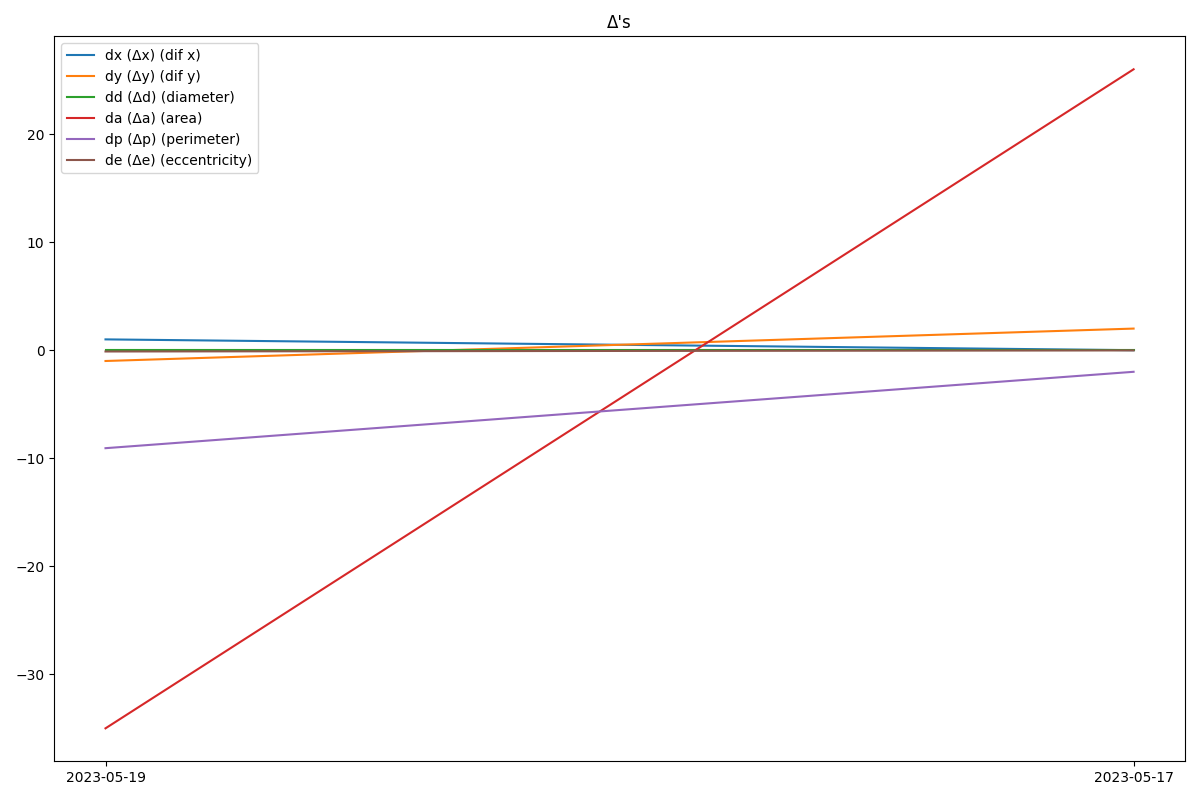 Δ's
dx (Δx) (dif x)
dy (Δy) (dif y)
dd (Δd) (diameter)
da (Δa) (area)
dp (Δp) (perimeter)
de (Δe) (eccentricity)
20
10
0
−10
−20
−30
2023-05-19 2023-05-17